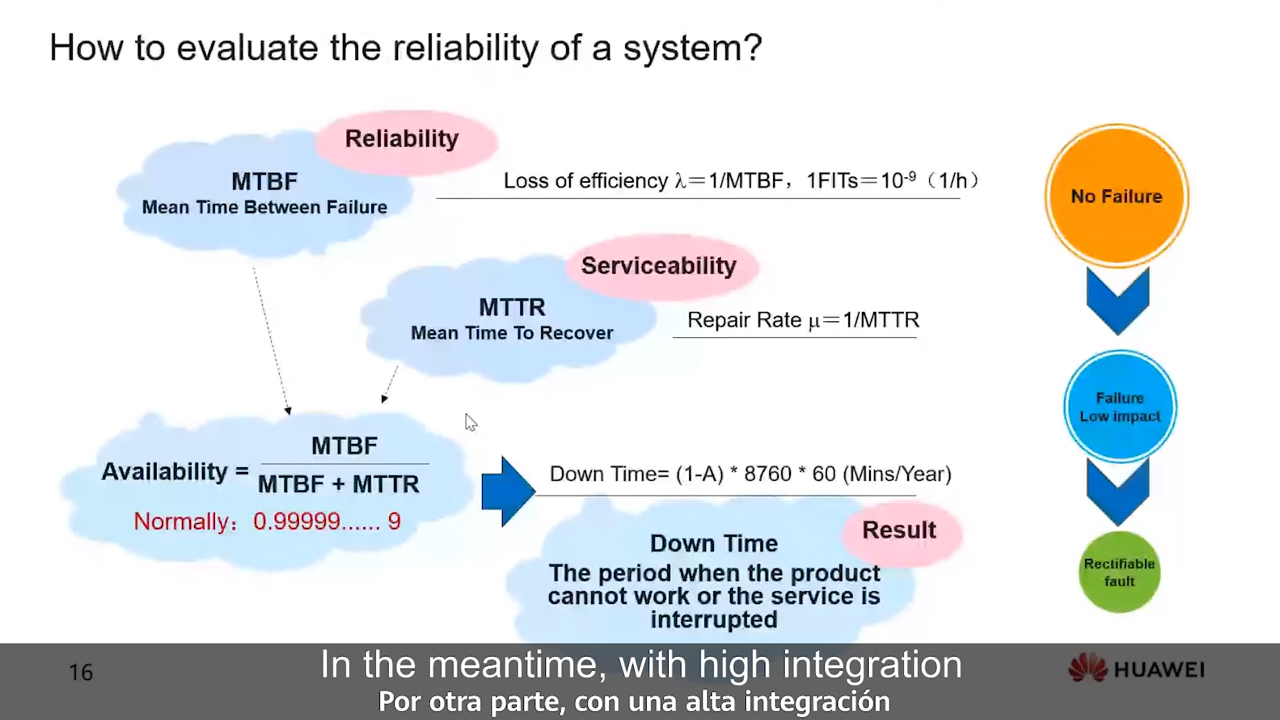 How to evaluate the reliability of a system?
Reliability
MTBF
Mean Time Between Failure
Loss of efficiency λ＝1/MTBF，1FITs＝10⁻⁹（1/h）
No Failure
Serviceability
MTTR
Mean Time To Recover
Repair Rate μ＝1/MTTR
Failure
Low impact
Availability = MTBF / MTBF + MTTR
Normally：0.99999...... 9
Down Time= (1-A) * 8760 * 60 (Mins/Year)
Result
Down Time
The period when the product
cannot work or the service is
interrupted
Rectifiable
fault
16
In the meantime, with high integration
Por otra parte, con una alta integración
HUAWEI